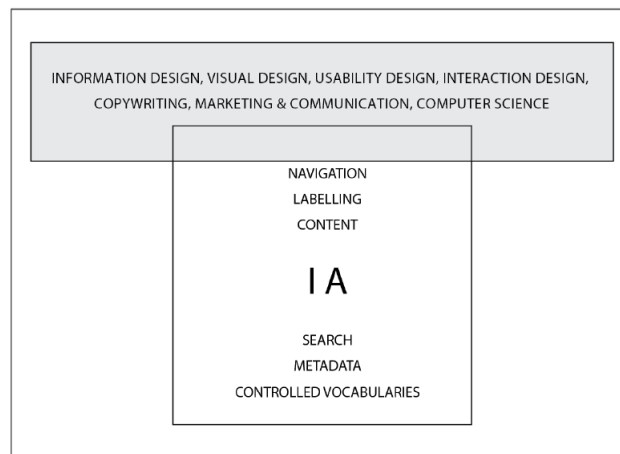 INFORMATION DESIGN, VISUAL DESIGN, USABILITY DESIGN, INTERACTION DESIGN,
COPYWRITING, MARKETING & COMMUNICATION, COMPUTER SCIENCE
NAVIGATION
LABELLING
CONTENT
I A
SEARCH
METADATA
CONTROLLED VOCABULARIES